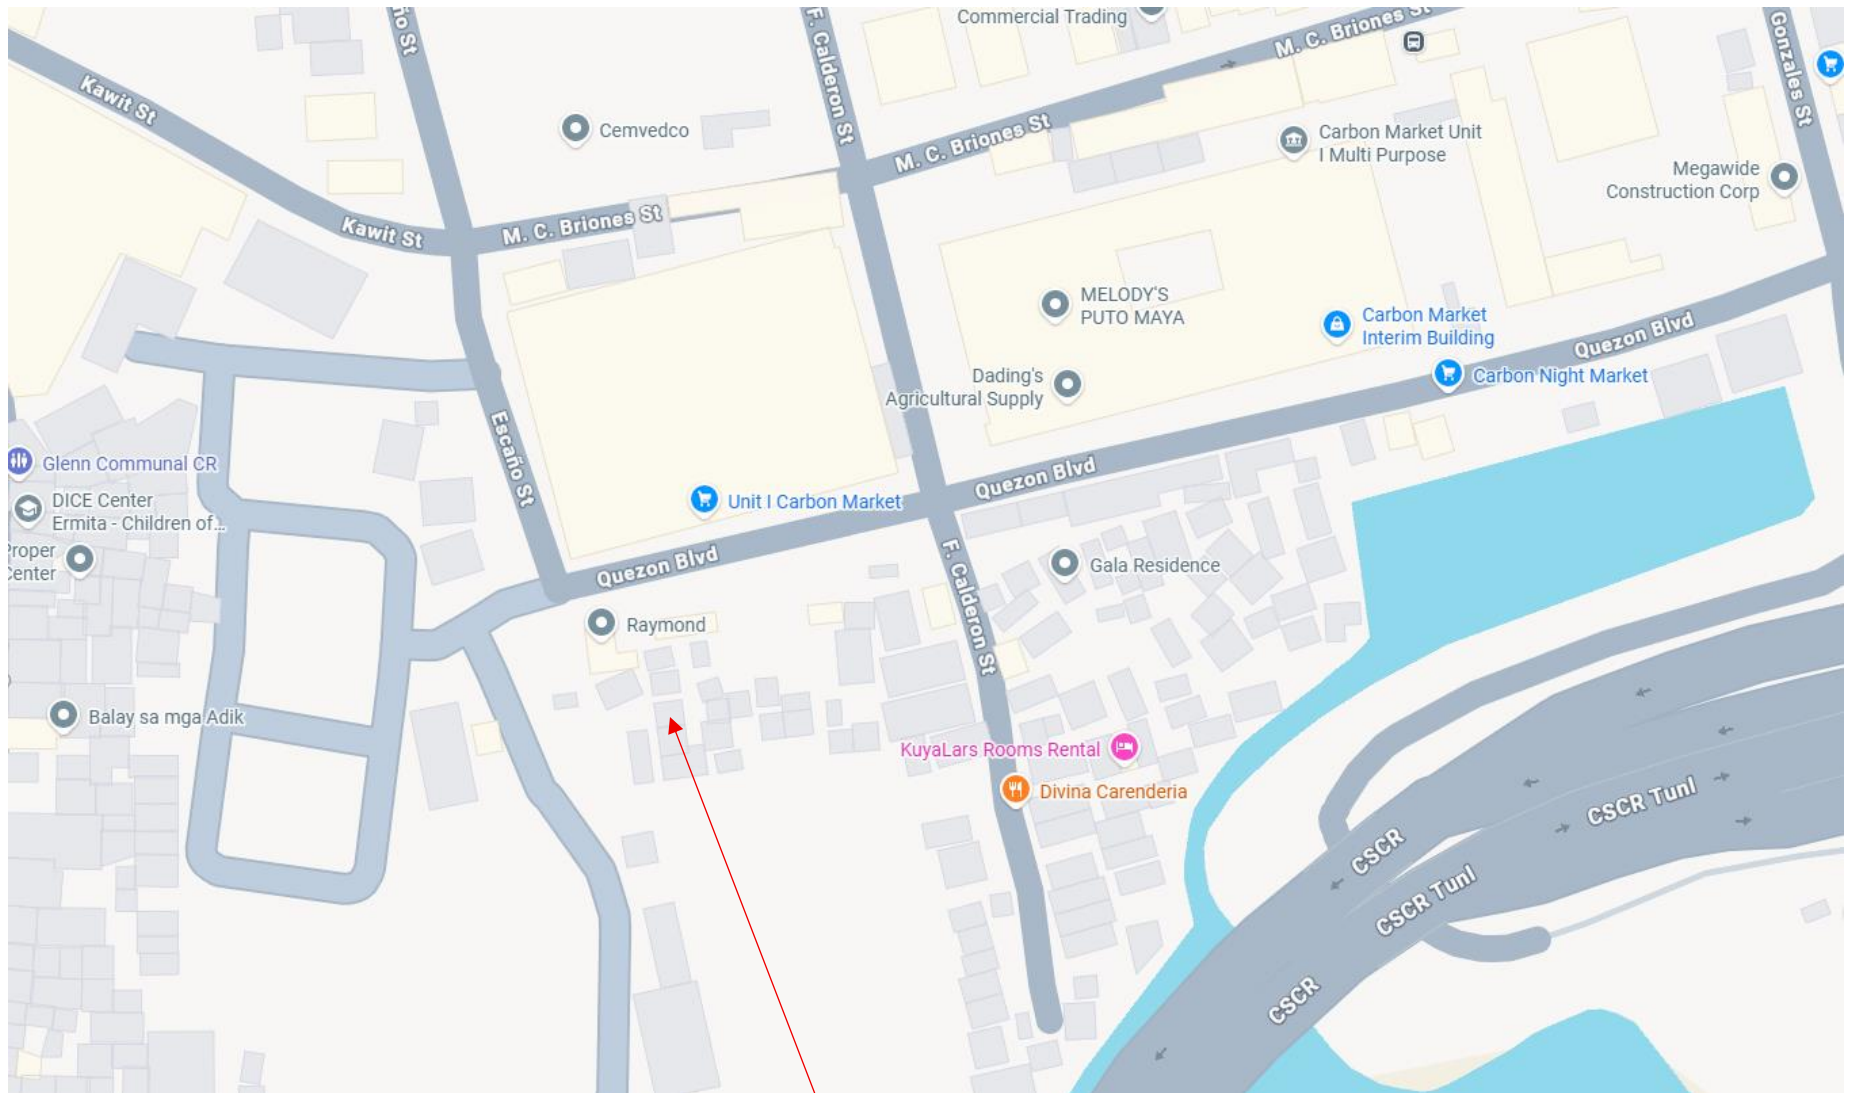 ño St
F. Calderon St
Commercial Trading
M. C. Briones St
Gonzales St
Kawit St
Cemvedco
M. C. Briones St
Carbon Market Unit
I Multi Purpose
Megawide
Construction Corp
Kawit St
M. C. Briones St
MELODY'S
PUTO MAYA
Carbon Market
Interim Building
Quezon Blvd
Dading's
Agricultural Supply
Carbon Night Market
Escaño St
Glenn Communal CR
DICE Center
Ermita - Children of...
Unit I Carbon Market
Quezon Blvd
Proper
Center
Quezon Blvd
F. Calderon St
Gala Residence
Raymond
Balay sa mga Adik
KuyaLars Rooms Rental
Divina Carenderia
CSCR Tunl
CSCR
CSCR Tunl
CSCR